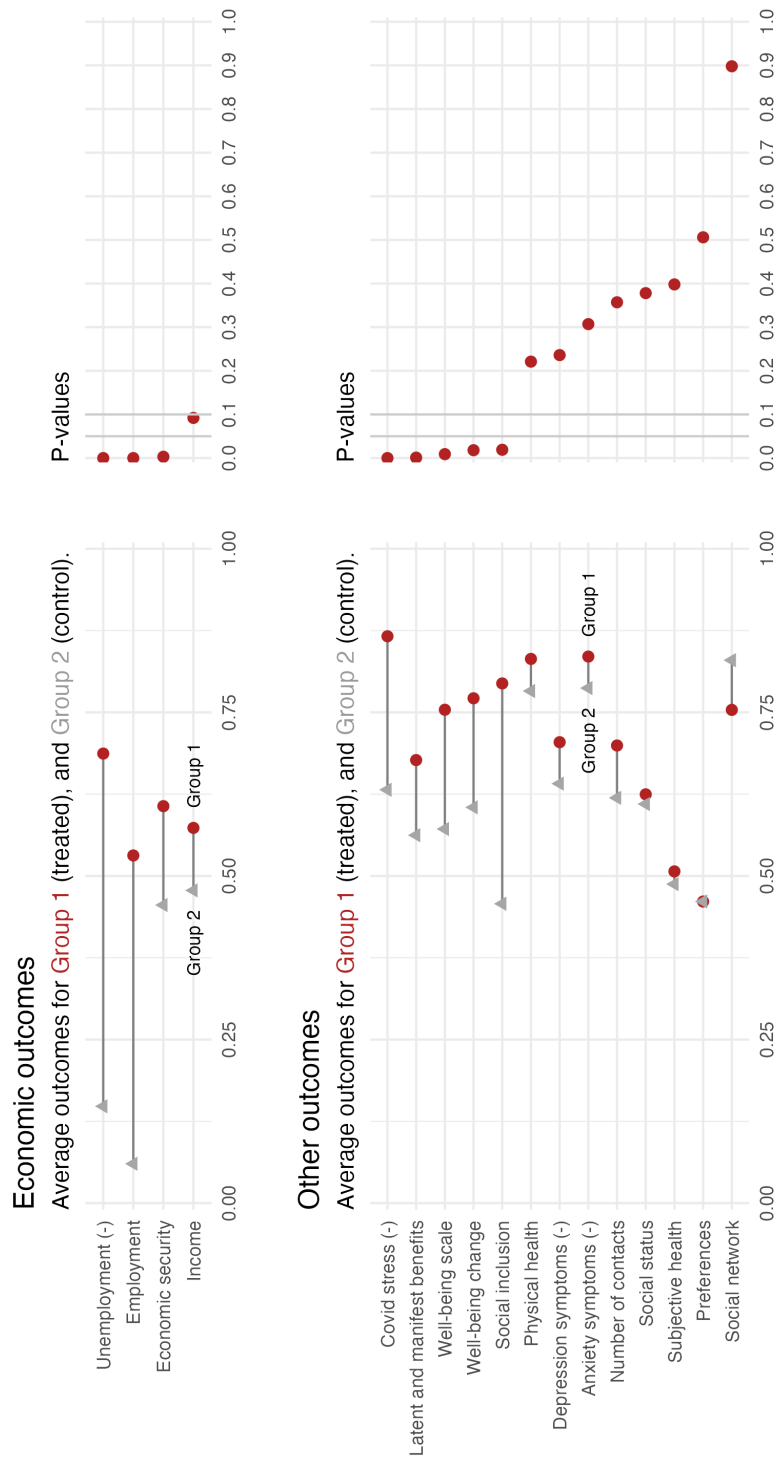 Economic outcomes
Average outcomes for Group 1 (treated), and Group 2 (control).
P-values
Unemployment (-)
Employment
Economic security
Income
Group 2
Group 1
0.00 0.25 0.50 0.75 1.00
0.0 0.1 0.2 0.3 0.4 0.5 0.6 0.7 0.8 0.9 1.0
Other outcomes
Average outcomes for Group 1 (treated), and Group 2 (control).
P-values
Covid stress (-)
Latent and manifest benefits
Well-being scale
Well-being change
Social inclusion
Physical health
Depression symptoms (-)
Anxiety symptoms (-)
Group 2
Group 1
Number of contacts
Social status
Subjective health
Preferences
Social network
0.00 0.25 0.50 0.75 1.00
0.0 0.1 0.2 0.3 0.4 0.5 0.6 0.7 0.8 0.9 1.0